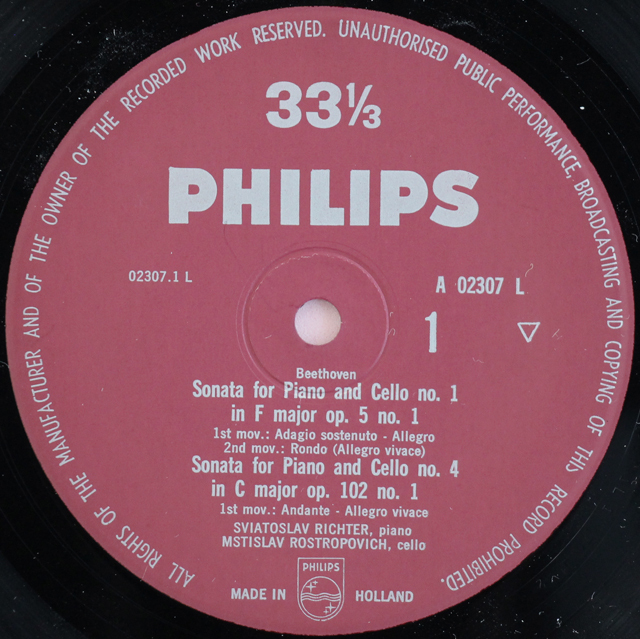 ALL RIGHTS OF THE MANUFACTURER AND OF THE OWNER OF THE RECORDED WORK RESERVED. UNAUTHORISED PUBLIC PERFORMANCE, BROADCASTING AND COPYING OF THIS RECORD PROHIBITED.
33⅓
PHILIPS
02307.1 L
A 02307 L
1
Beethoven
Sonata for Piano and Cello no. 1
in F major op. 5 no. 1
1st mov.: Adagio sostenuto - Allegro
2nd mov.: Rondo (Allegro vivace)
Sonata for Piano and Cello no. 4
in C major op. 102 no. 1
1st mov.: Andante - Allegro vivace
SVIATOSLAV RICHTER, piano
MSTISLAV ROSTROPOVICH, cello
PHILIPS
MADE IN HOLLAND